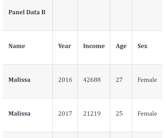 Panel Data B
Name Year Income Age Sex
Malissa 2016 42688 27 Female
Malissa 2017 21219 25 Female